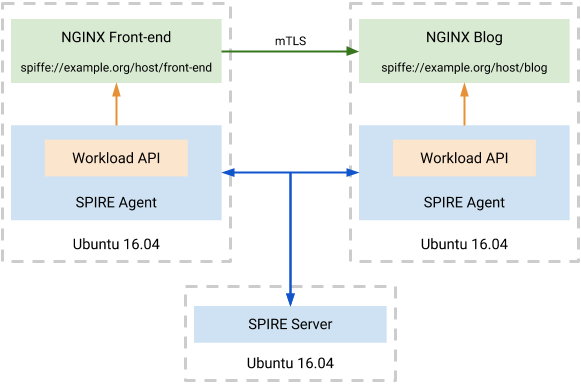 NGINX Front-end
spiffe://example.org/host/front-end
mTLS
NGINX Blog
spiffe://example.org/host/blog
Workload API
SPIRE Agent
Ubuntu 16.04
Workload API
SPIRE Agent
Ubuntu 16.04
SPIRE Server
Ubuntu 16.04